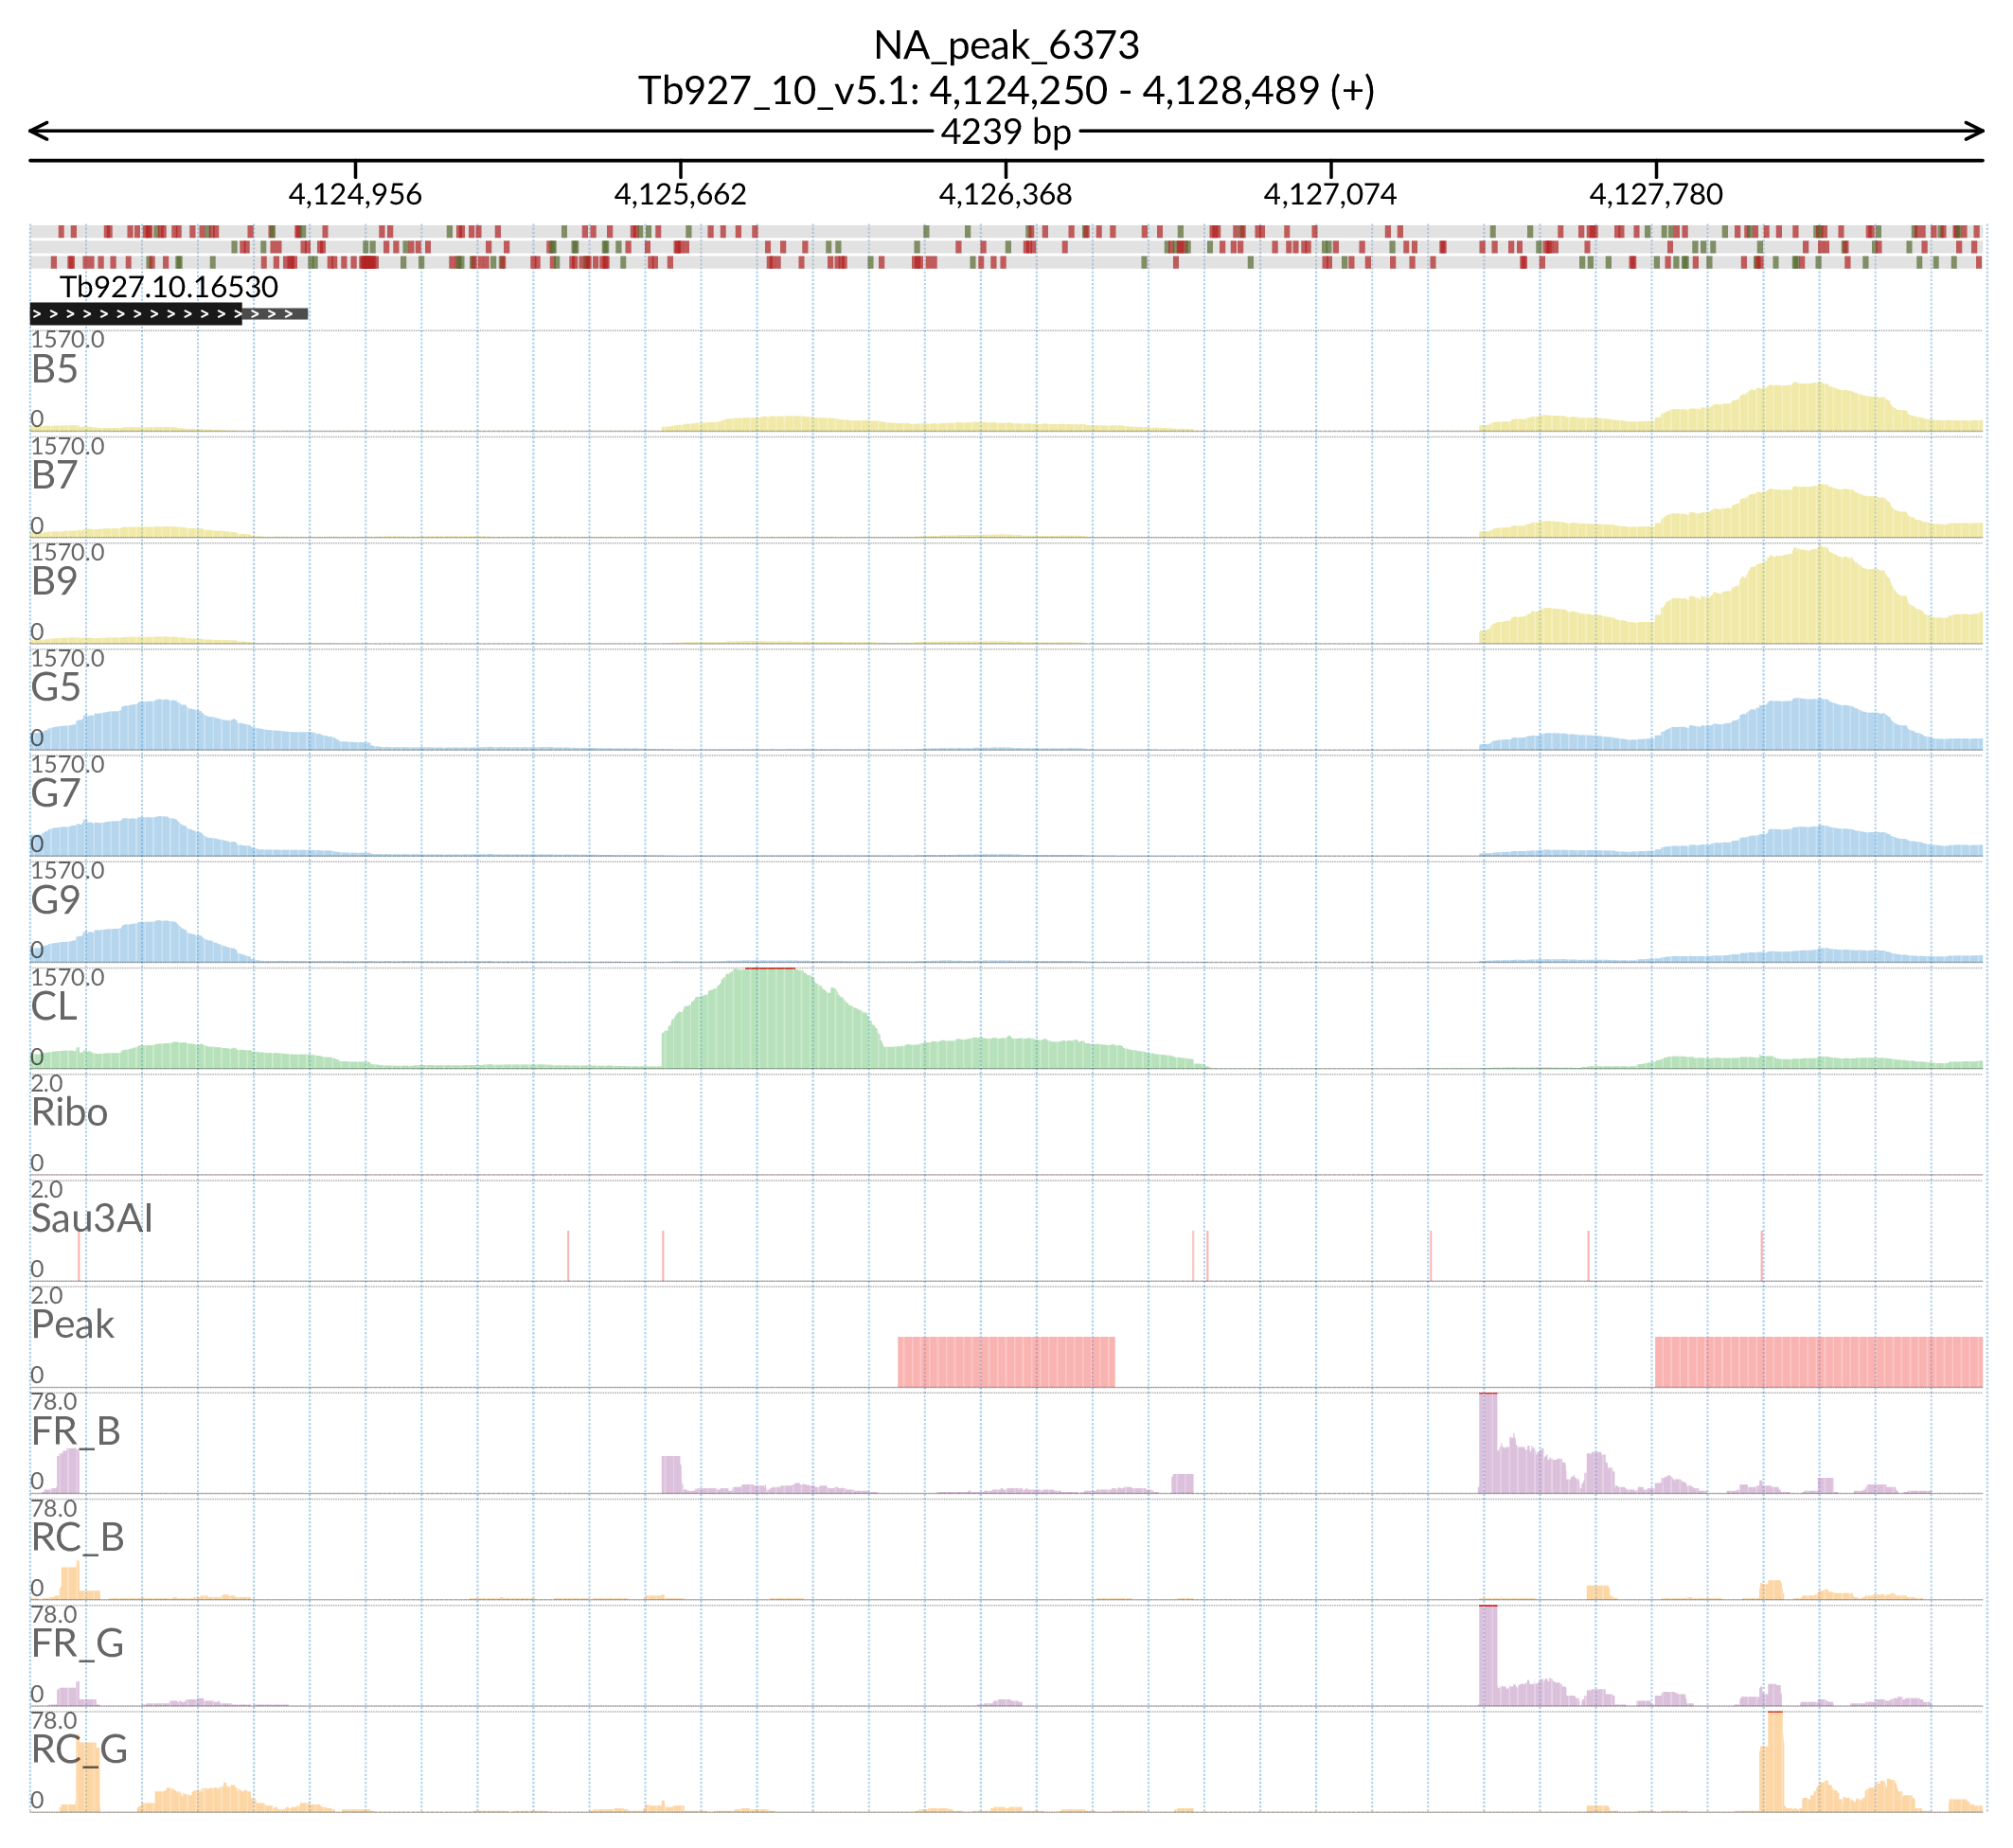 NA_peak_6373
Tb927_10_v5.1: 4,124,250 - 4,128,489 (+)
4239 bp
4,124,956 4,125,662 4,126,368 4,127,074 4,127,780
Tb927.10.16530
1570.0
B5
0
1570.0
B7
0
1570.0
B9
0
1570.0
G5
0
1570.0
G7
0
1570.0
G9
0
1570.0
CL
0
2.0
Ribo
0
2.0
Sau3AI
0
2.0
Peak
0
78.0
FR_B
0
78.0
RC_B
0
78.0
FR_G
0
78.0
RC_G
0